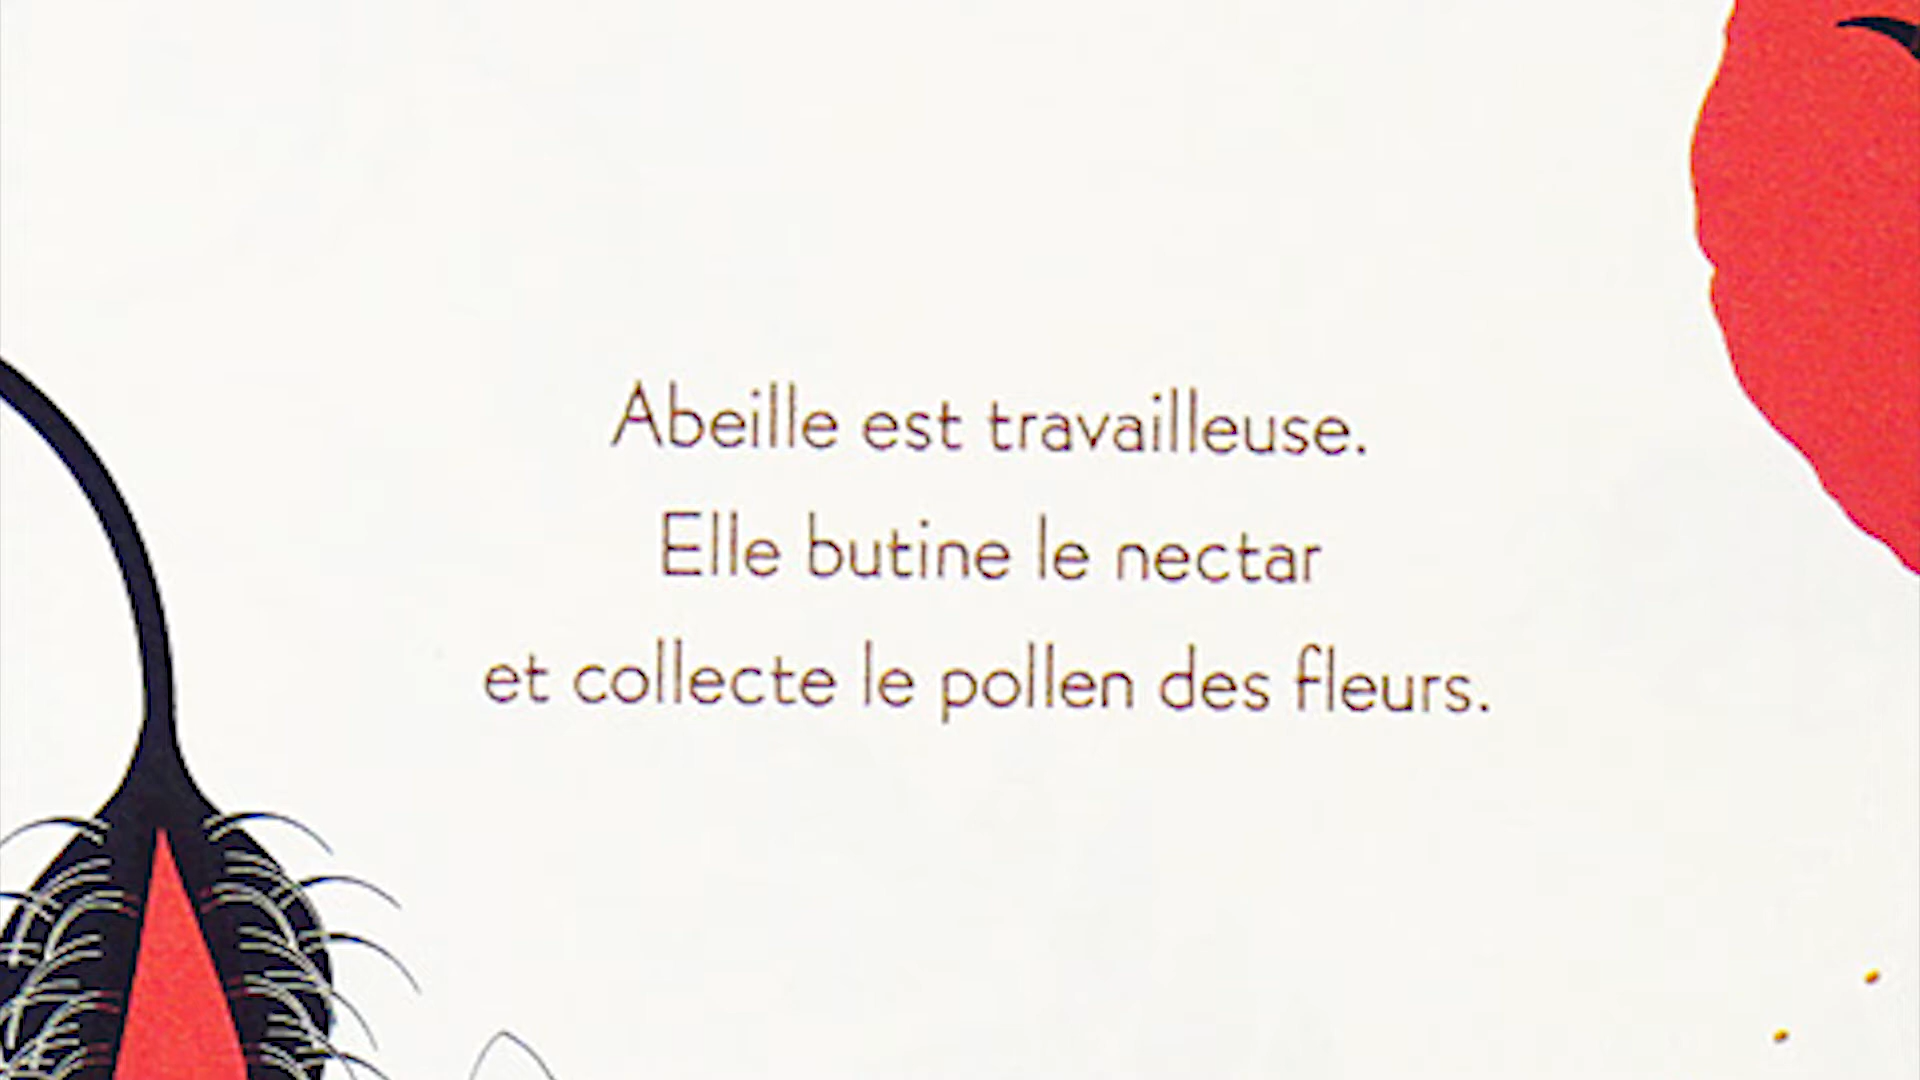 Abeille est travailleuse.
Elle butine le nectar
et collecte le pollen des fleurs.